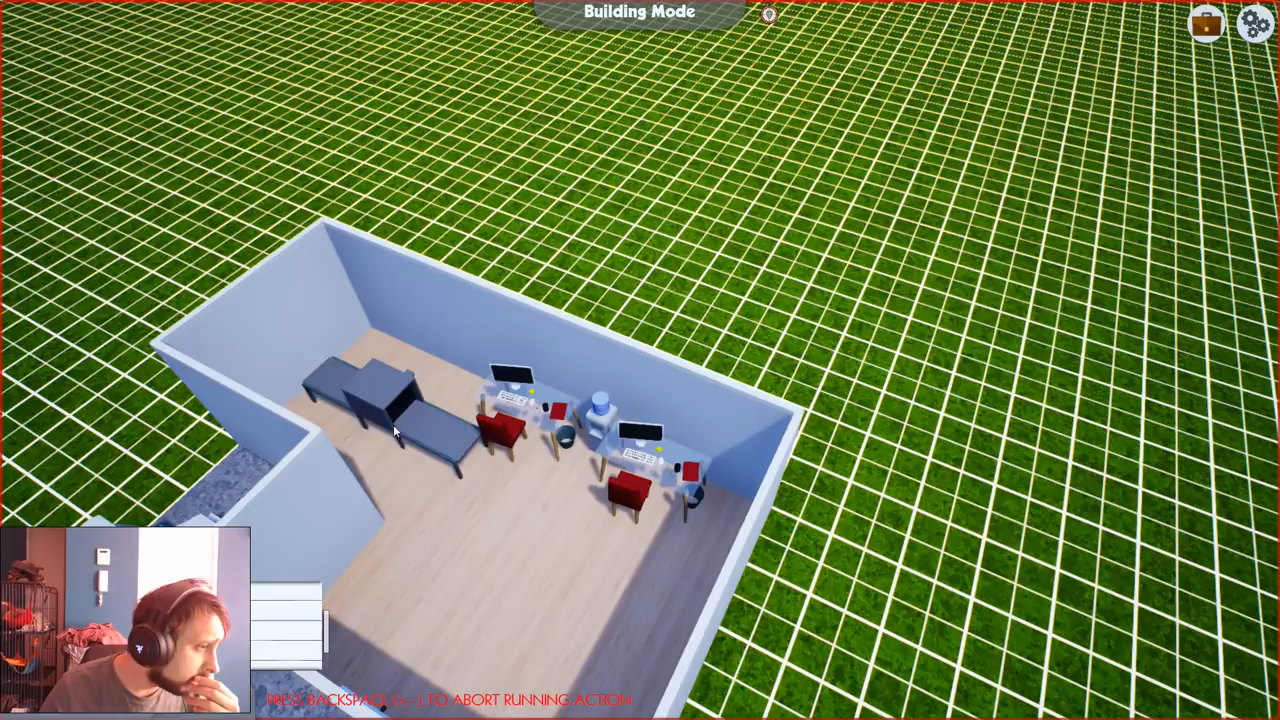 Building Mode
PRESS BACKSPACE (<--) TO ABORT RUNNING ACTION